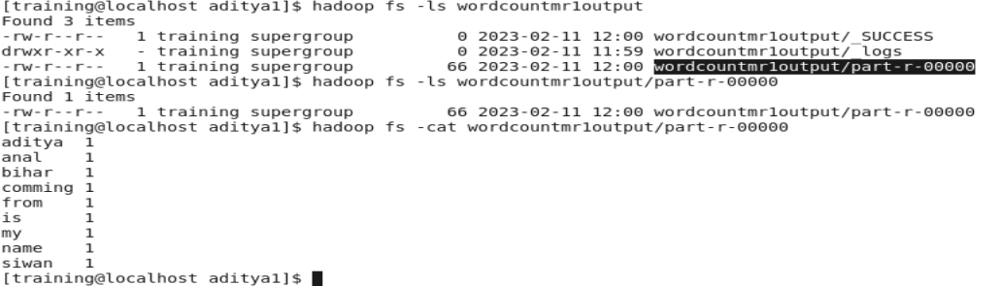 [training@localhost aditya1]$ hadoop fs -ls wordcountmr1output
Found 3 items
-rw-r--r--   1 training supergroup          0 2023-02-11 12:00 wordcountmr1output/_SUCCESS
drwxr-xr-x   - training supergroup          0 2023-02-11 11:59 wordcountmr1output/_logs
-rw-r--r--   1 training supergroup         66 2023-02-11 12:00 wordcountmr1output/part-r-00000
[training@localhost aditya1]$ hadoop fs -ls wordcountmr1output/part-r-00000
Found 1 items
-rw-r--r--   1 training supergroup         66 2023-02-11 12:00 wordcountmr1output/part-r-00000
[training@localhost aditya1]$ hadoop fs -cat wordcountmr1output/part-r-00000
aditya  1
anal    1
bihar   1
comming 1
from    1
is      1
my      1
name    1
siwan   1
[training@localhost aditya1]$